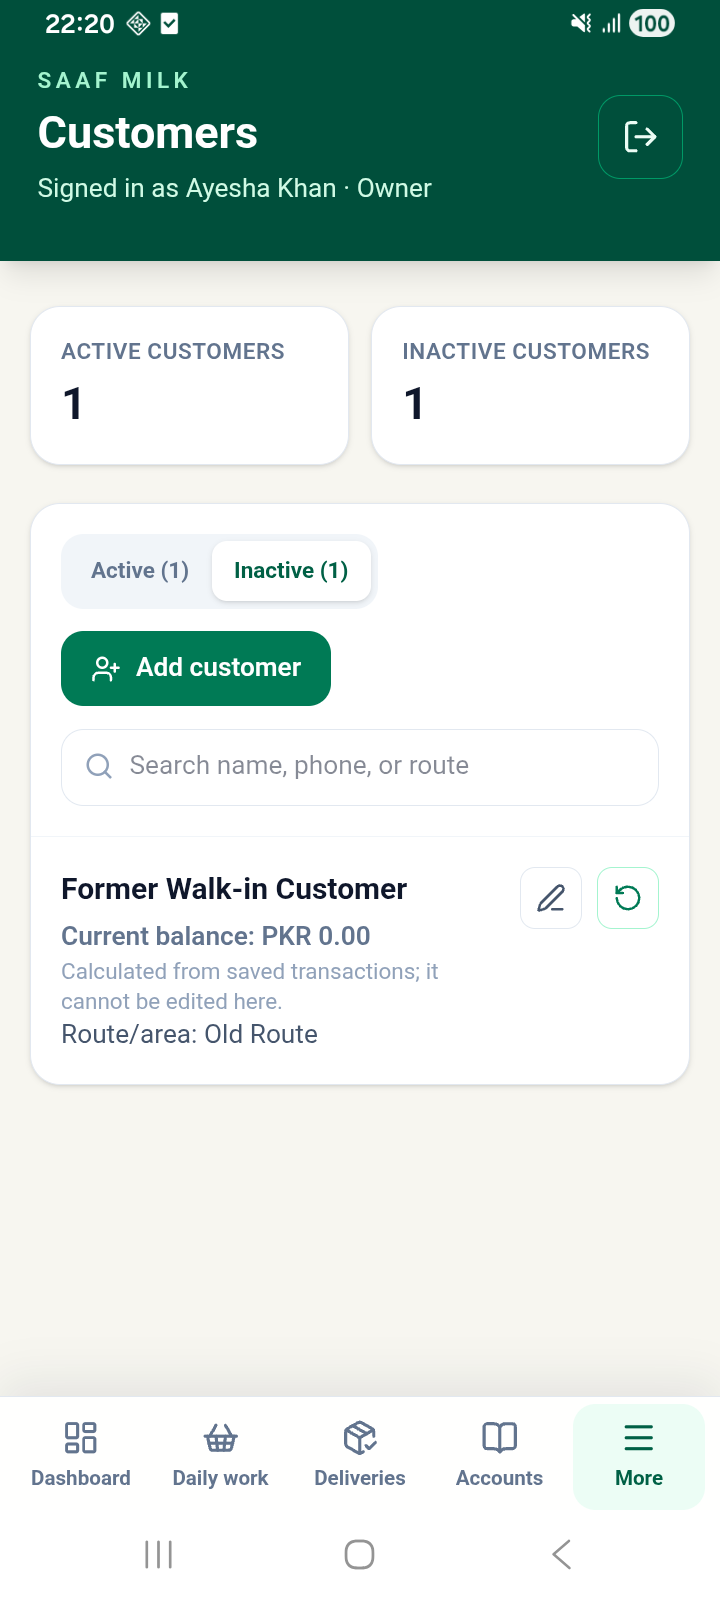 22:20
100
SAAF MILK
Customers
Signed in as Ayesha Khan · Owner
ACTIVE CUSTOMERS
1
INACTIVE CUSTOMERS
1
Active (1)
Inactive (1)
Add customer
Search name, phone, or route
Former Walk-in Customer
Current balance: PKR 0.00
Calculated from saved transactions; it
cannot be edited here.
Route/area: Old Route
Dashboard
Daily work
Deliveries
Accounts
More